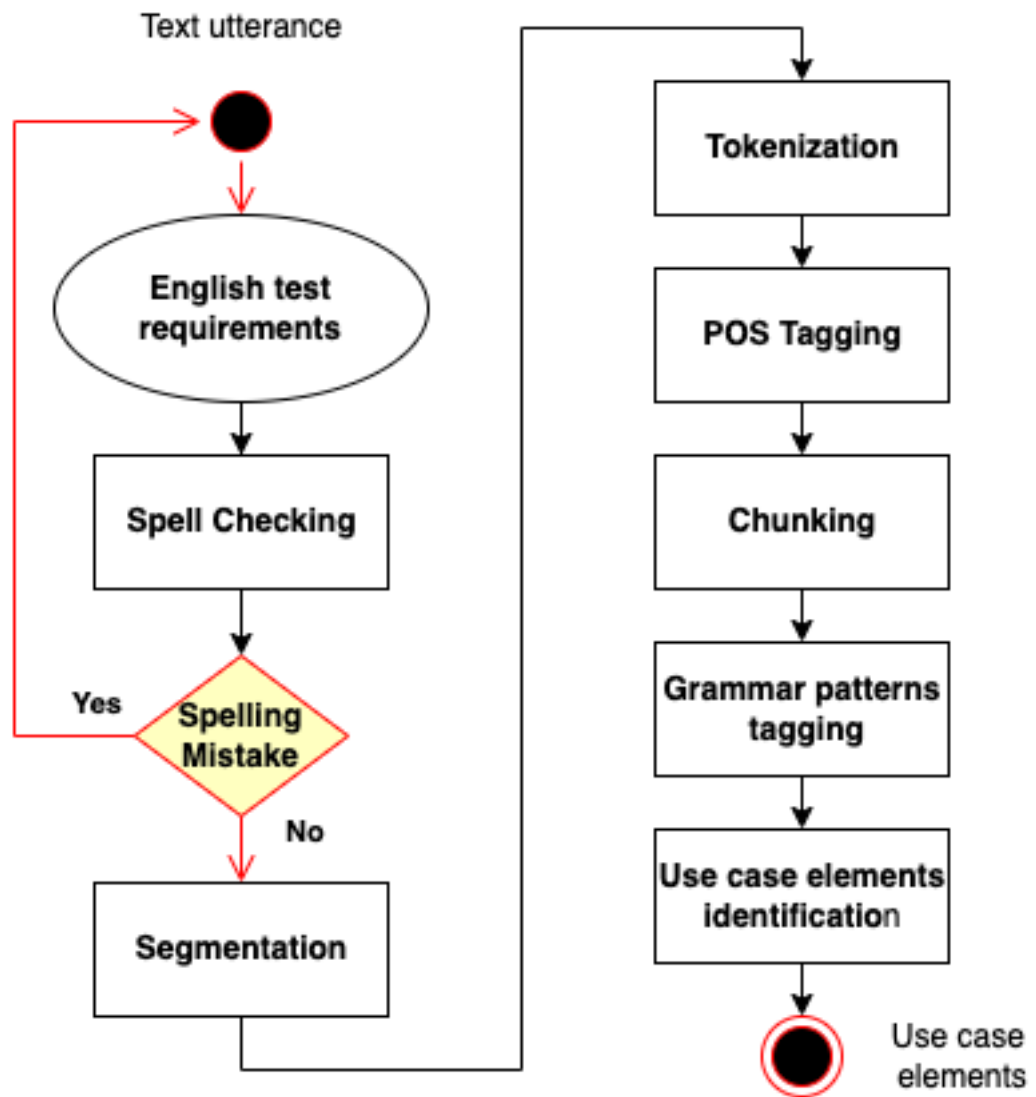 Text utterance
English test
requirements
Spell Checking
Spelling
Mistake
Yes
No
Segmentation
Tokenization
POS Tagging
Chunking
Grammar patterns
tagging
Use case elements
identification
Use case
elements